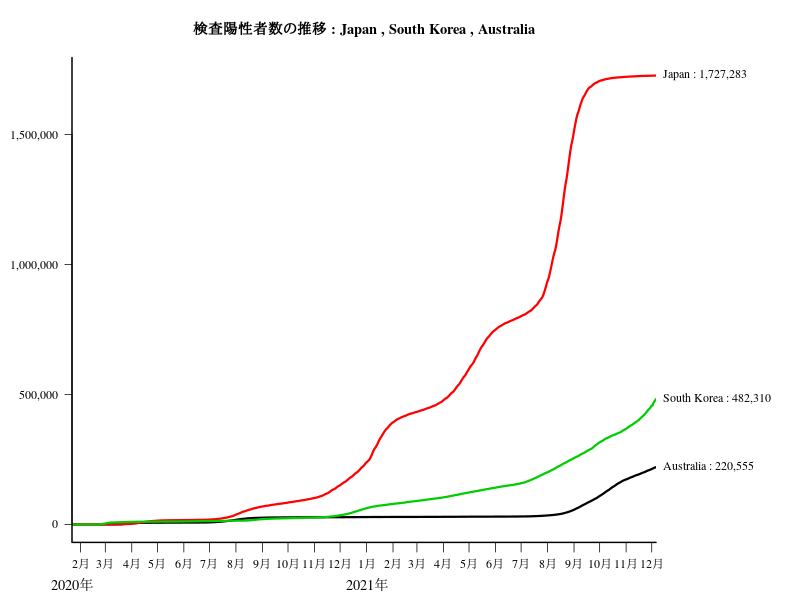 検査陽性者数の推移 : Japan , South Korea , Australia
Japan : 1,727,283
1,500,000
1,000,000
500,000
South Korea : 482,310
Australia : 220,555
0
2月 3月 4月 5月 6月 7月 8月 9月 10月 11月 12月 1月 2月 3月 4月 5月 6月 7月 8月 9月 10月 11月 12月
2020年 2021年